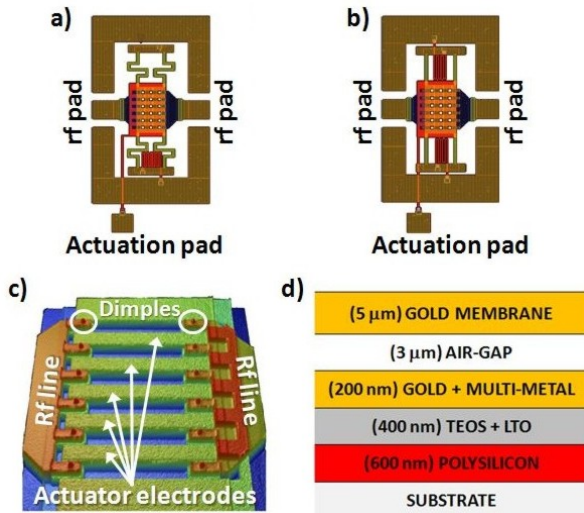 a)
rf pad
rf pad
Actuation pad
b)
rf pad
rf pad
Actuation pad
c)
Dimples
Rf line
Rf line
Actuator electrodes
d)
(5 μm) GOLD MEMBRANE
(3 μm) AIR-GAP
(200 nm) GOLD + MULTI-METAL
(400 nm) TEOS + LTO
(600 nm) POLYSILICON
SUBSTRATE